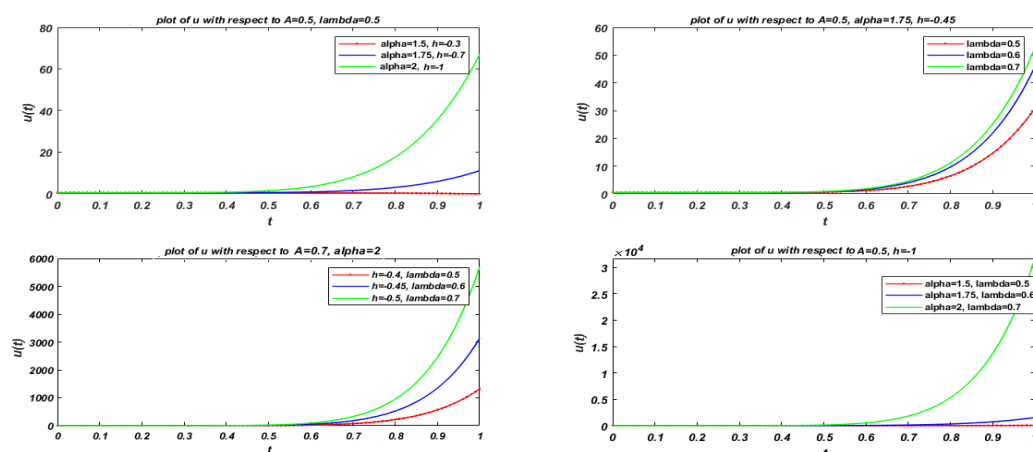 plot of u with respect to A=0.5, lambda=0.5
80
60
40
20
0
u(t)
alpha=1.5, h=-0.3
alpha=1.75, h=-0.7
alpha=2, h=-1
0 0.1 0.2 0.3 0.4 0.5 0.6 0.7 0.8 0.9 1
t
plot of u with respect to A=0.5, alpha=1.75, h=-0.45
60
50
40
30
20
10
0
u(t)
lambda=0.5
lambda=0.6
lambda=0.7
0 0.1 0.2 0.3 0.4 0.5 0.6 0.7 0.8 0.9 1
t
plot of u with respect to A=0.7, alpha=2
6000
5000
4000
3000
2000
1000
0
u(t)
h=-0.4, lambda=0.5
h=-0.45, lambda=0.6
h=-0.5, lambda=0.7
0 0.1 0.2 0.3 0.4 0.5 0.6 0.7 0.8 0.9 1
t
plot of u with respect to A=0.5, h=-1
×10⁴
3
2.5
2
1.5
1
0.5
0
u(t)
alpha=1.5, lambda=0.5
alpha=1.75, lambda=0.6
alpha=2, lambda=0.7
0 0.1 0.2 0.3 0.4 0.5 0.6 0.7 0.8 0.9 1
t